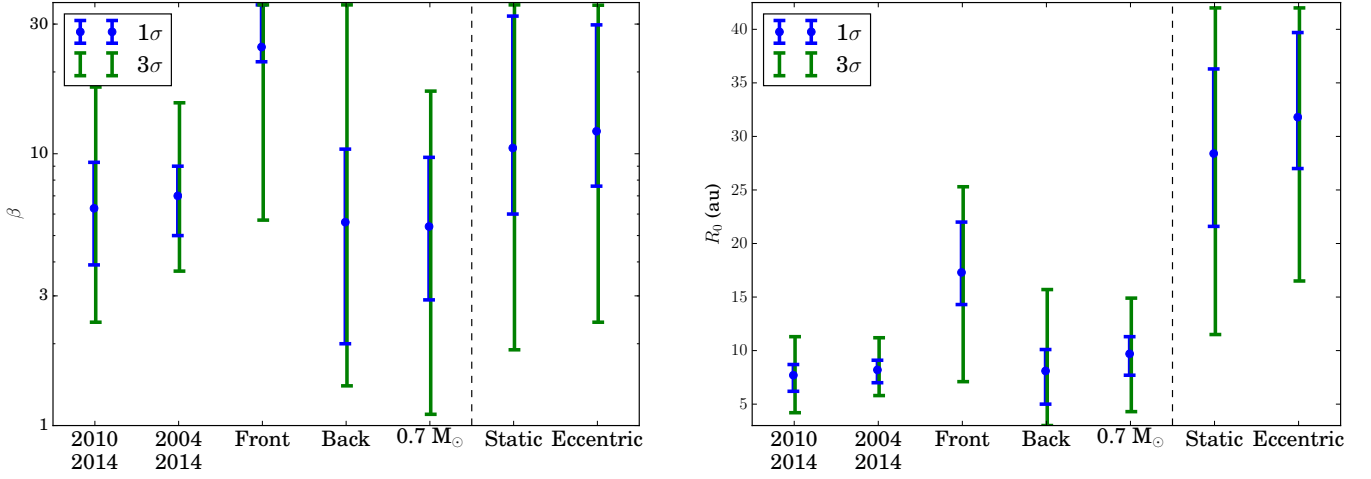 30
10
3
1
β
1σ
3σ
2010
2014
2004
2014
Front
Back
0.7 M⊙
Static
Eccentric
40
35
30
25
20
15
10
5
R₀ (au)
1σ
3σ
2010
2014
2004
2014
Front
Back
0.7 M⊙
Static
Eccentric